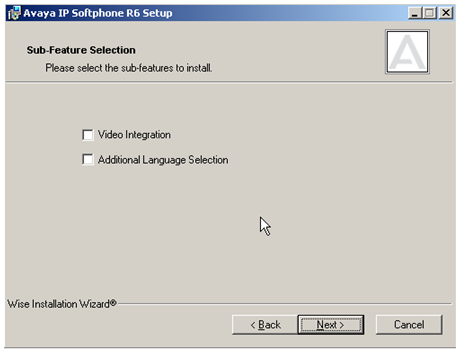 Avaya IP Softphone R6 Setup
Sub-Feature Selection
Please select the sub-features to install.
A
Video Integration
Additional Language Selection
Wise Installation Wizard®
< Back
Next >
Cancel